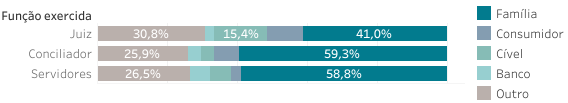 Função exercida
Juiz 30,8% 15,4% 41,0%
Conciliador 25,9% 59,3%
Servidores 26,5% 58,8%
Família
Consumidor
Cível
Banco
Outro